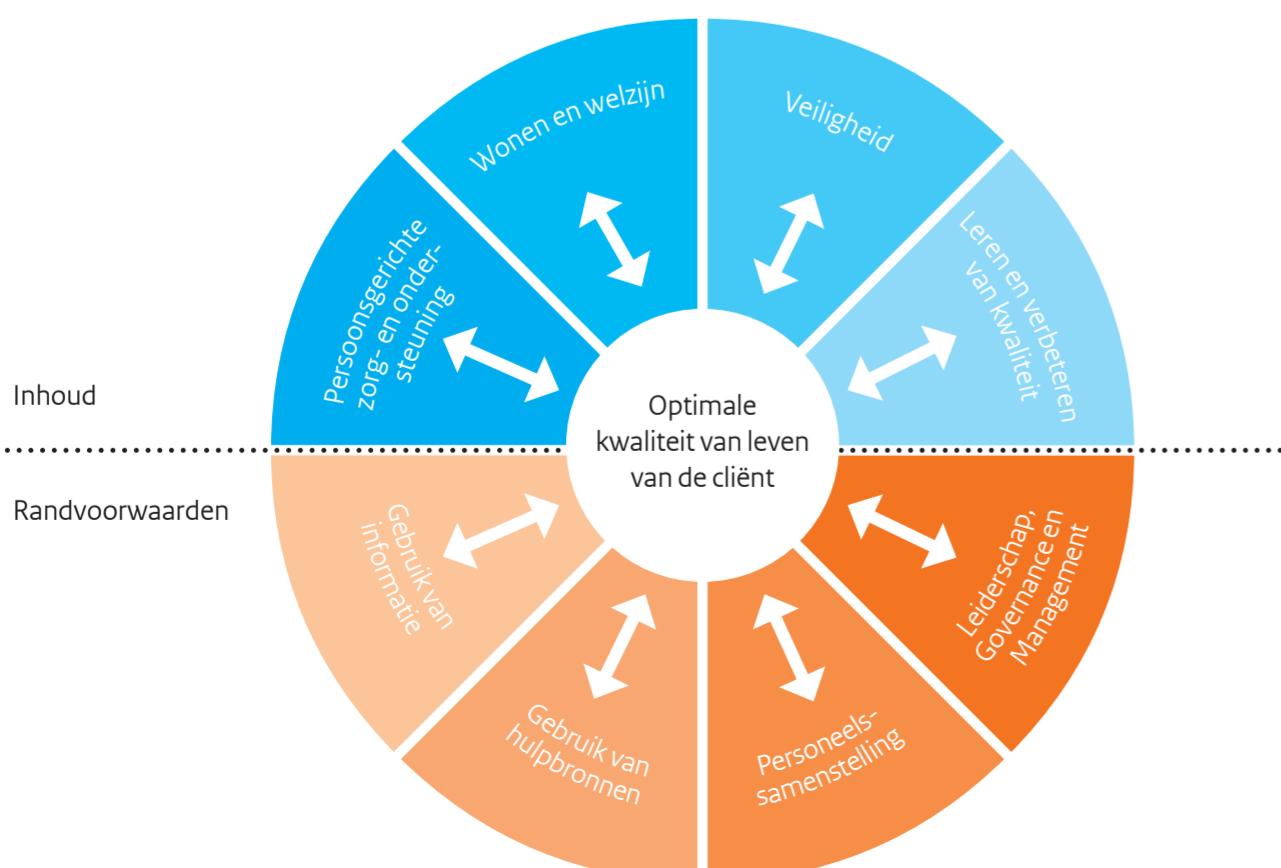 Wonen en welzijn
Veiligheid
Persoonsgerichte
zorg- en onder-
steuning
Leren en verbeteren
van kwaliteit
Inhoud
Optimale
kwaliteit van leven
van de cliënt
Randvoorwaarden
Gebruik van
informatie
Leiderschap,
Governance en
Management
Gebruik van
hulpbronnen
Personeels-
samenstelling